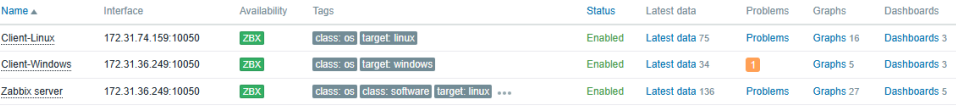 Name ▲ Interface Availability Tags Status Latest data Problems Graphs Dashboards
Client-Linux 172.31.74.159:10050 ZBX class: os target: linux Enabled Latest data 75 Problems Graphs 16 Dashboards 3
Client-Windows 172.31.36.249:10050 ZBX class: os target: windows Enabled Latest data 34 1 Graphs 5 Dashboards 3
Zabbix server 172.31.36.249:10050 ZBX class: os class: software target: linux ••• Enabled Latest data 136 Problems Graphs 27 Dashboards 5